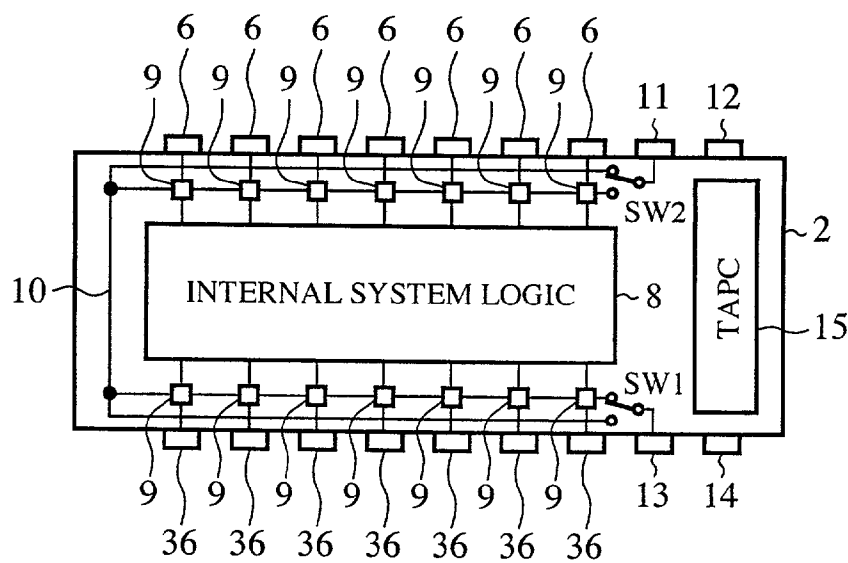 6 6 6 6 6 6 6
9 9 9 9 9 9 9 11 12
SW2
2
10 INTERNAL SYSTEM LOGIC 8 TAPC 15
SW1
9 9 9 9 9 9 9 13 14
36 36 36 36 36 36 36